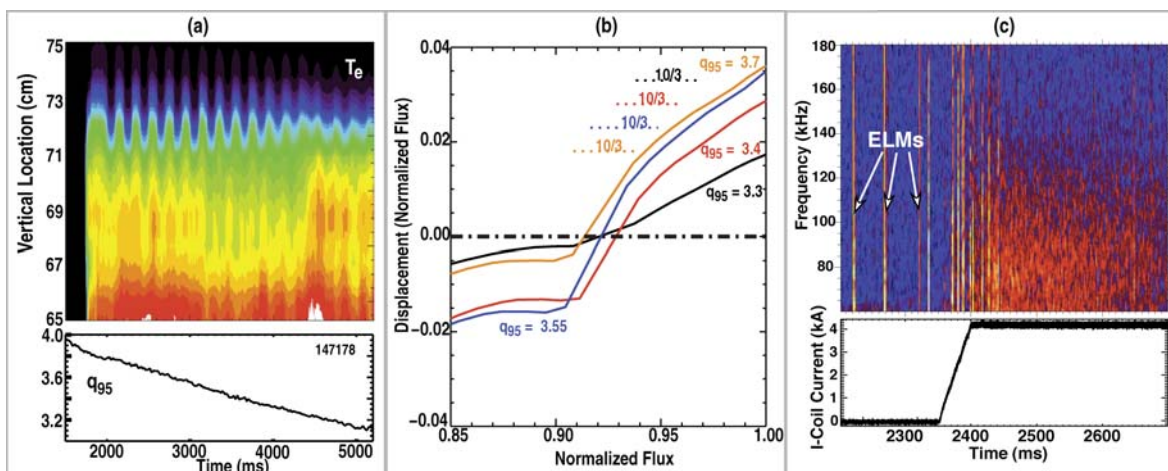 (a)
75
73
71
69
67
65
Vertical Location (cm)
Te
4.0
3.6
3.2
q95
147178
2000
3000
4000
5000
Time (ms)
(b)
0.04
0.02
0.00
−0.02
−0.04
Displacement (Normalized Flux)
q95 = 3.7
...10/3...
....10/3....
....10/3....
....10/3....
q95 = 3.4
q95 = 3.3
q95 = 3.55
0.85
0.90
0.95
1.00
Normalized Flux
(c)
180
160
140
120
100
80
Frequency (kHz)
ELMs
4
3
2
1
0
I-Coil Current (kA)
2300
2400
2500
2600
Time (ms)